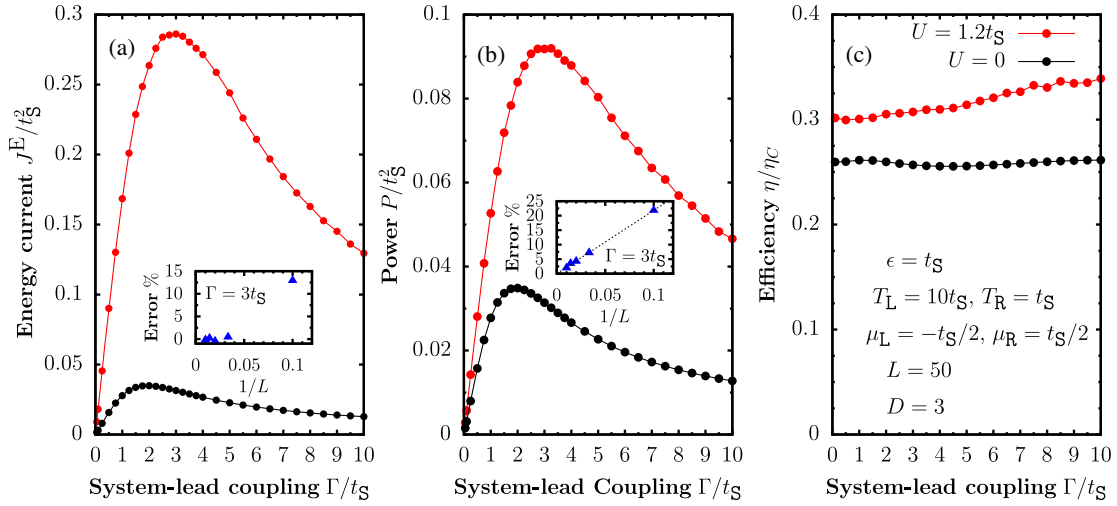 (a)
Energy current J^E/t_S^2
0.3
0.25
0.2
0.15
0.1
0.05
0
0 1 2 3 4 5 6 7 8 9 10
System-lead coupling Γ/t_S
Error %
15
10
5
0
0 0.05 0.1
1/L
Γ = 3t_S
(b)
Power P/t_S^2
0.1
0.08
0.06
0.04
0.02
0
0 1 2 3 4 5 6 7 8 9 10
System-lead Coupling Γ/t_S
Error %
25
20
15
10
5
0
0 0.05 0.1
1/L
Γ = 3t_S
(c)
U = 1.2t_S
U = 0
Efficiency η/η_C
0.4
0.3
0.2
0.1
0
0 1 2 3 4 5 6 7 8 9 10
System-lead coupling Γ/t_S
ϵ = t_S
T_L = 10t_S, T_R = t_S
μ_L = −t_S/2, μ_R = t_S/2
L = 50
D = 3